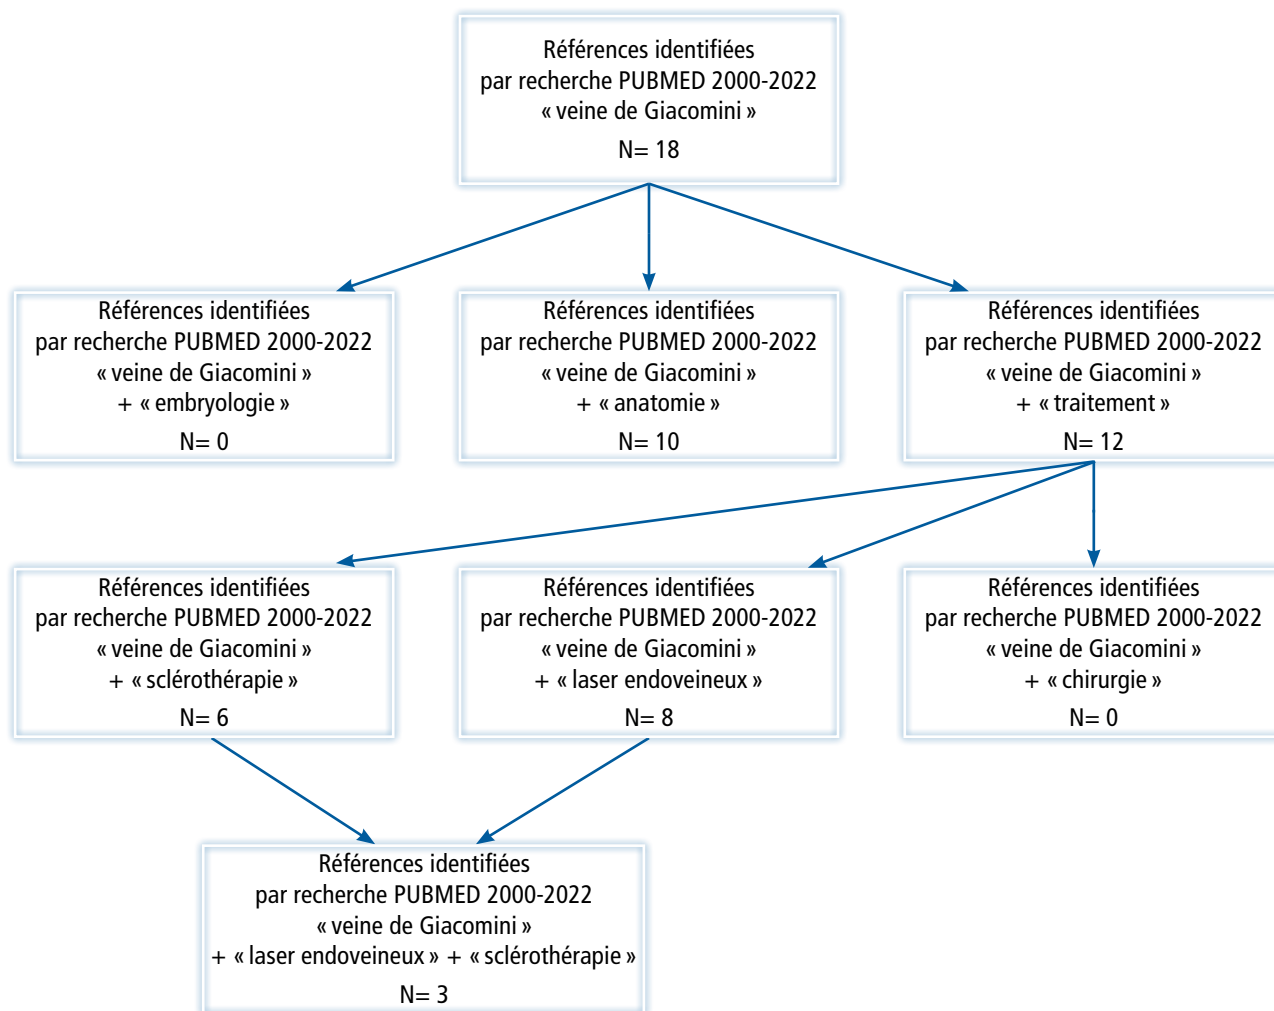 Références identifiées
par recherche PUBMED 2000-2022
« veine de Giacomini »
N= 18
Références identifiées
par recherche PUBMED 2000-2022
« veine de Giacomini »
+ « embryologie »
N= 0
Références identifiées
par recherche PUBMED 2000-2022
« veine de Giacomini »
+ « anatomie »
N= 10
Références identifiées
par recherche PUBMED 2000-2022
« veine de Giacomini »
+ « traitement »
N= 12
Références identifiées
par recherche PUBMED 2000-2022
« veine de Giacomini »
+ « sclérothérapie »
N= 6
Références identifiées
par recherche PUBMED 2000-2022
« veine de Giacomini »
+ « laser endoveineux »
N= 8
Références identifiées
par recherche PUBMED 2000-2022
« veine de Giacomini »
+ « chirurgie »
N= 0
Références identifiées
par recherche PUBMED 2000-2022
« veine de Giacomini »
+ « laser endoveineux » + « sclérothérapie »
N= 3